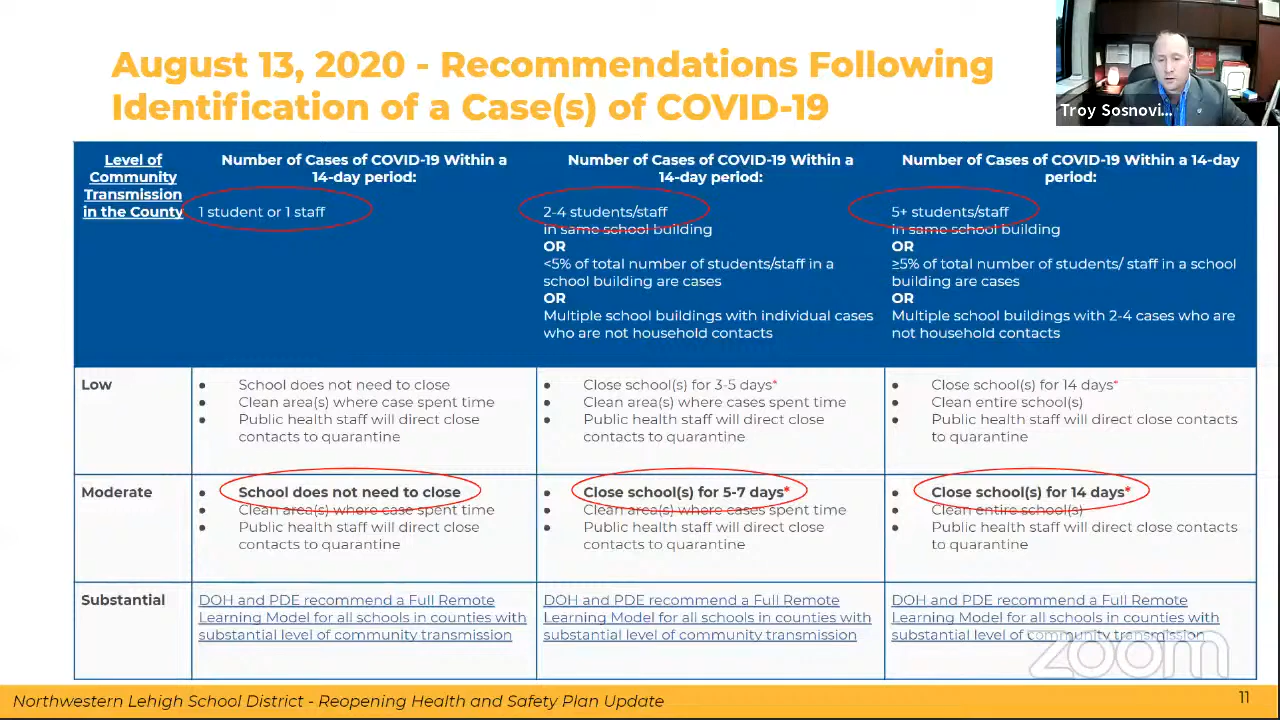 August 13, 2020 - Recommendations Following
Identification of a Case(s) of COVID-19
Troy Sosnovi...
Level of
Community
Transmission
in the County
Number of Cases of COVID-19 Within a
14-day period:
1 student or 1 staff
Number of Cases of COVID-19 Within a
14-day period:
2-4 students/staff
in same school building
OR
<5% of total number of students/staff in a
school building are cases
OR
Multiple school buildings with individual cases
who are not household contacts
Number of Cases of COVID-19 Within a 14-day
period:
5+ students/staff
in same school building
OR
≥5% of total number of students/ staff in a school
building are cases
OR
Multiple school buildings with 2-4 cases who are
not household contacts
Low
● School does not need to close
● Clean area(s) where case spent time
● Public health staff will direct close
contacts to quarantine
● Close school(s) for 3-5 days*
● Clean area(s) where cases spent time
● Public health staff will direct close
contacts to quarantine
● Close school(s) for 14 days*
● Clean entire school(s)
● Public health staff will direct close contacts
to quarantine
Moderate
● School does not need to close
● Clean area(s) where case spent time
● Public health staff will direct close
contacts to quarantine
● Close school(s) for 5-7 days*
● Clean area(s) where cases spent time
● Public health staff will direct close
contacts to quarantine
● Close school(s) for 14 days*
● Clean entire school(s)
● Public health staff will direct close contacts
to quarantine
Substantial
DOH and PDE recommend a Full Remote
Learning Model for all schools in counties with
substantial level of community transmission
DOH and PDE recommend a Full Remote
Learning Model for all schools in counties with
substantial level of community transmission
DOH and PDE recommend a Full Remote
Learning Model for all schools in counties with
substantial level of community transmission
zoom
Northwestern Lehigh School District - Reopening Health and Safety Plan Update
11